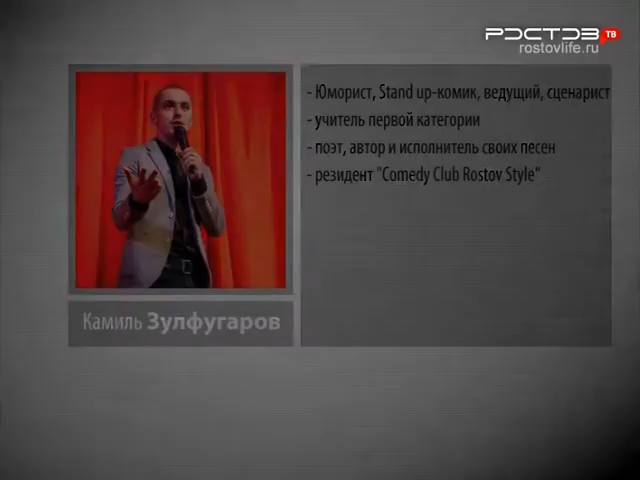 РОСТОВ ТВ
rostovlife.ru
- Юморист, Stand up-комик, ведущий, сценарист
- учитель первой категории
- поэт, автор и исполнитель своих песен
- резидент "Comedy Club Rostov Style"
Камиль Зулфугаров